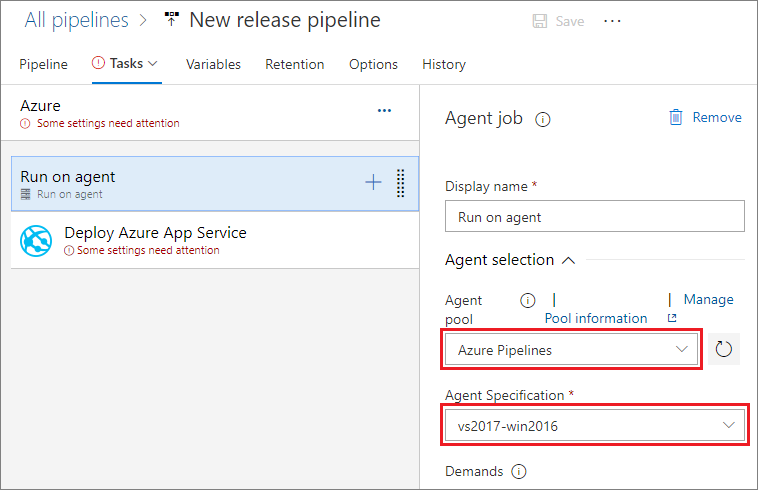 All pipelines > New release pipeline
Save ...
Pipeline Tasks Variables Retention Options History
Azure
Some settings need attention
Run on agent
Run on agent
Deploy Azure App Service
Some settings need attention
Agent job
Remove
Display name *
Run on agent
Agent selection
Agent
pool
| Pool information
| Manage
Azure Pipelines
Agent Specification *
vs2017-win2016
Demands